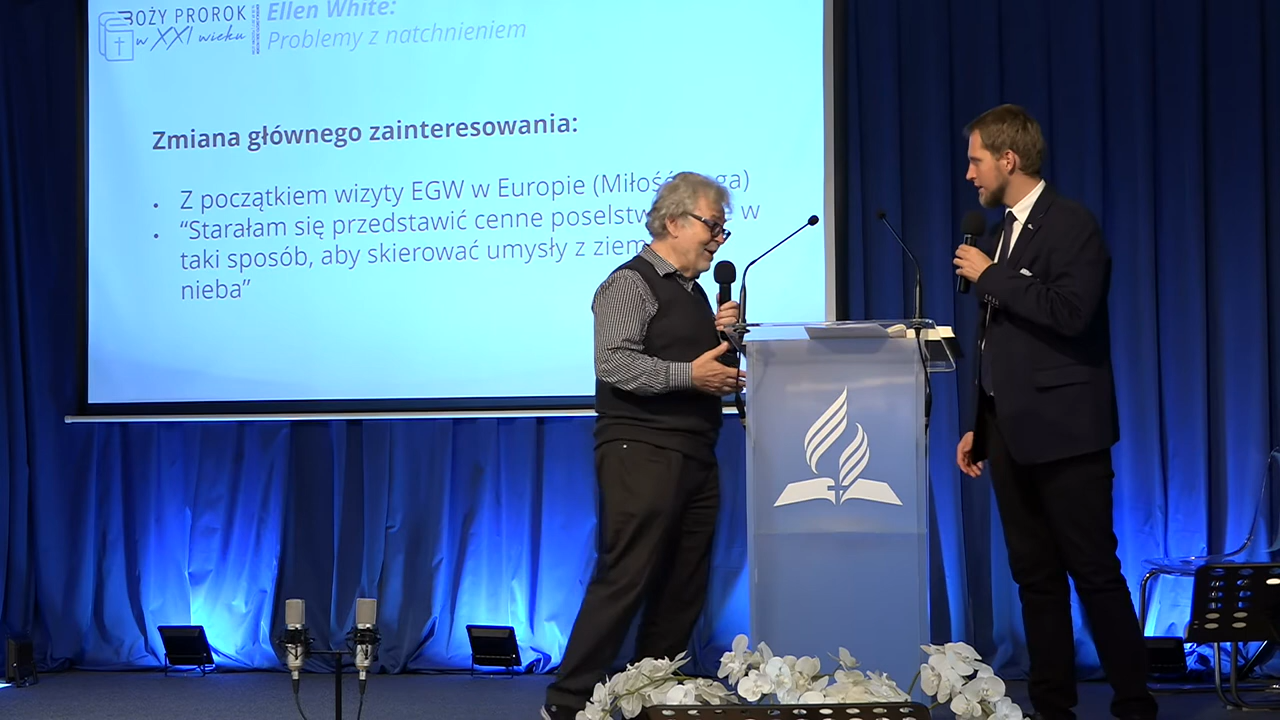 BOŻY PROROK
w XXI wieku
Ellen White:
Problemy z natchnieniem
Zmiana głównego zainteresowania:
• Z początkiem wizyty EGW w Europie (Miłość
• “Starałam się przedstawić cenne w
taki sposób, aby skierować umysły z
nieba”